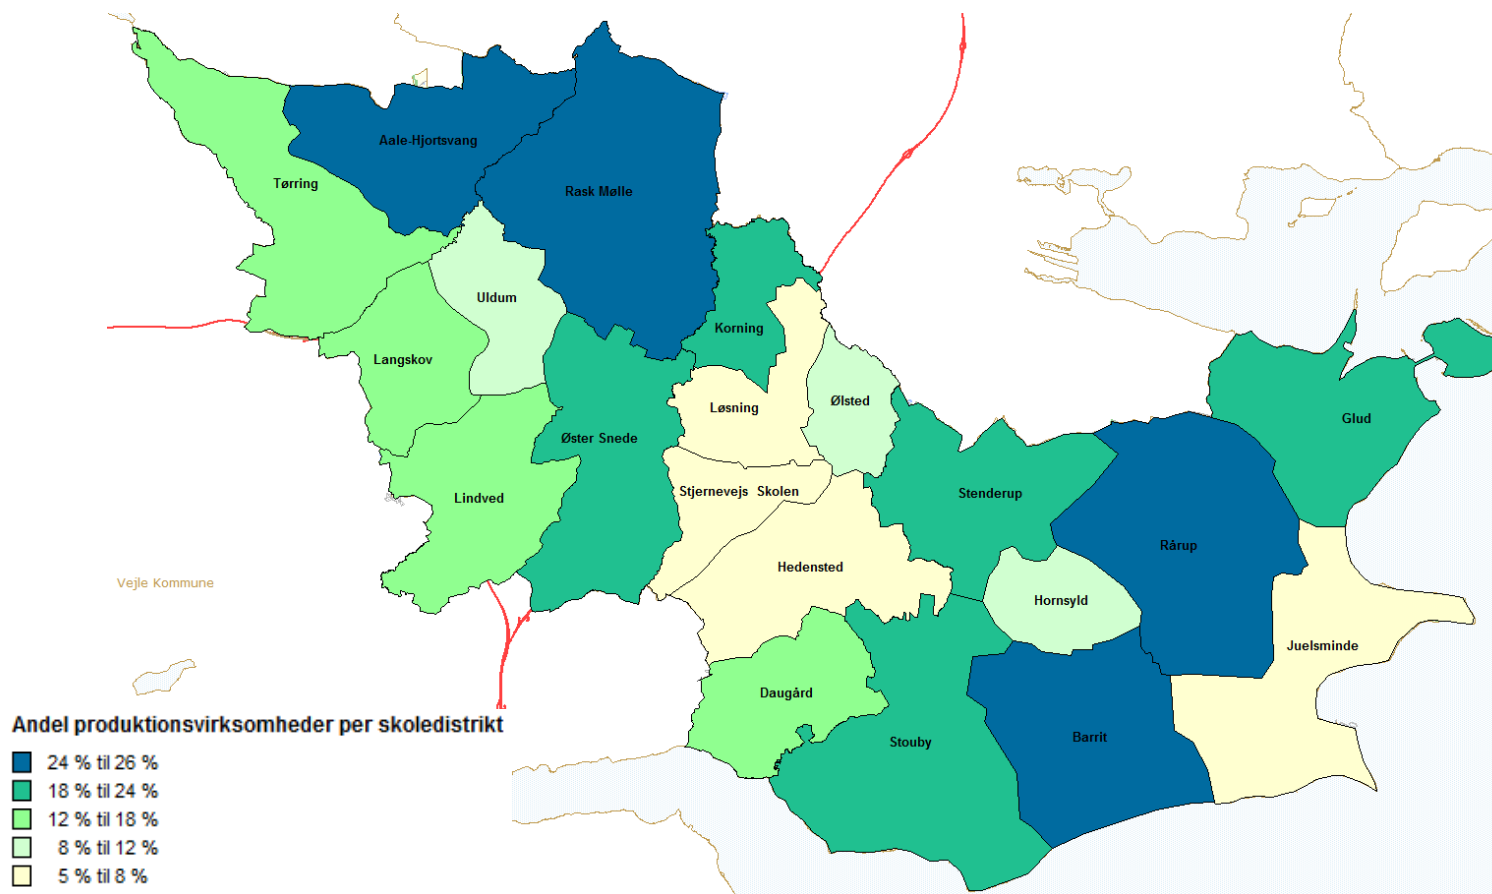 Aale-Hjortsvang
Tørring
Rask Mølle
Uldum
Korning
Langskov
Løsning
Ølsted
Glud
Øster Snede
Lindved
Stjernevejs Skolen
Stenderup
Rårup
Hedensted
Vejle Kommune
Hornsyld
Juelsminde
Daugård
Stouby
Barrit
Andel produktionsvirksomheder per skoledistrikt
24 % til 26 %
18 % til 24 %
12 % til 18 %
8 % til 12 %
5 % til 8 %